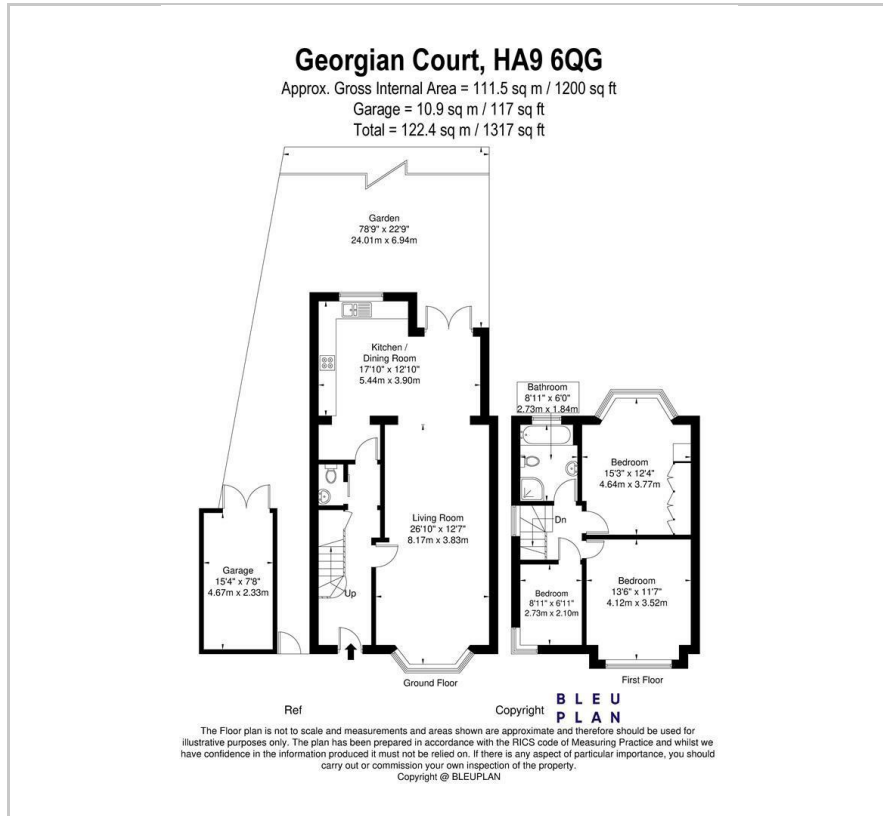 Georgian Court, HA9 6QG
Approx. Gross Internal Area = 111.5 sq m / 1200 sq ft
Garage = 10.9 sq m / 117 sq ft
Total = 122.4 sq m / 1317 sq ft
Garden
78'9" x 22'9"
24.01m x 6.94m
Kitchen /
Dining Room
17'10" x 12'10"
5.44m x 3.90m
Living Room
26'10" x 12'7"
8.17m x 3.83m
Garage
15'4" x 7'8"
4.67m x 2.33m
Up
Ground Floor
Bathroom
8'11" x 6'0"
2.73m x 1.84m
Bedroom
15'3" x 12'4"
4.64m x 3.77m
Dn
Bedroom
8'11" x 6'11"
2.73m x 2.10m
Bedroom
13'6" x 11'7"
4.12m x 3.52m
First Floor
Ref
Copyright
BLEU
PLAN
The Floor plan is not to scale and measurements and areas shown are approximate and therefore should be used for
illustrative purposes only. The plan has been prepared in accordance with the RICS code of Measuring Practice and whilst we
have confidence in the information produced it must not be relied on. If there is any aspect of particular importance, you should
carry out or commission your own inspection of the property.
Copyright @ BLEUPLAN